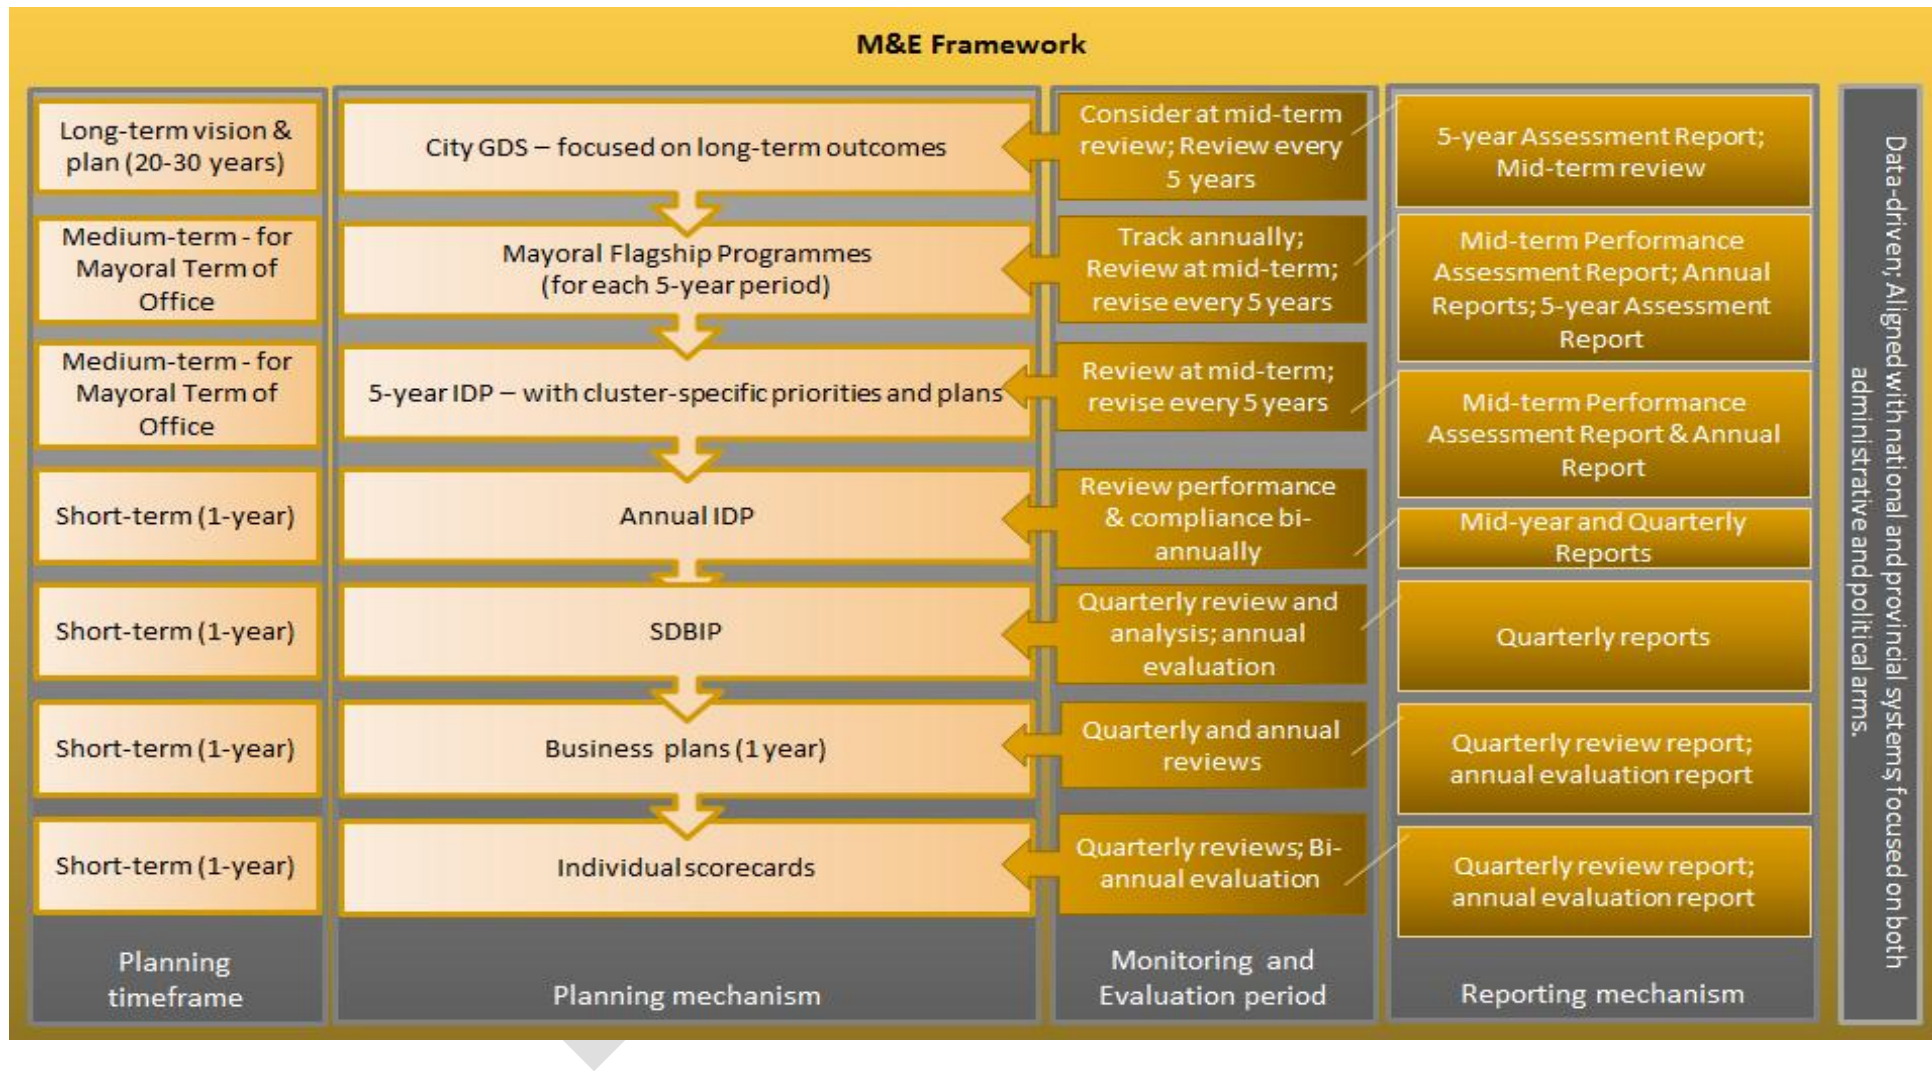 M&E Framework
Long-term vision &
plan (20-30 years)
City GDS – focused on long-term outcomes
Consider at mid-term
review; Review every
5 years
5-year Assessment Report;
Mid-term review
Medium-term - for
Mayoral Term of
Office
Mayoral Flagship Programmes
(for each 5-year period)
Track annually;
Review at mid-term;
revise every 5 years
Mid-term Performance
Assessment Report; Annual
Reports; 5-year Assessment
Report
Medium-term - for
Mayoral Term of
Office
5-year IDP – with cluster-specific priorities and plans
Review at mid-term;
revise every 5 years
Mid-term Performance
Assessment Report & Annual
Report
Short-term (1-year)
Annual IDP
Review performance
& compliance bi-
annually
Mid-year and Quarterly
Reports
Short-term (1-year)
SDBIP
Quarterly review and
analysis; annual
evaluation
Quarterly reports
Short-term (1-year)
Business plans (1 year)
Quarterly and annual
reviews
Quarterly review report;
annual evaluation report
Short-term (1-year)
Individual scorecards
Quarterly reviews; Bi-
annual evaluation
Quarterly review report;
annual evaluation report
Planning
timeframe
Planning mechanism
Monitoring and
Evaluation period
Reporting mechanism
Data-driven; Aligned with national and provincial systems; focused on both
administrative and political arms.